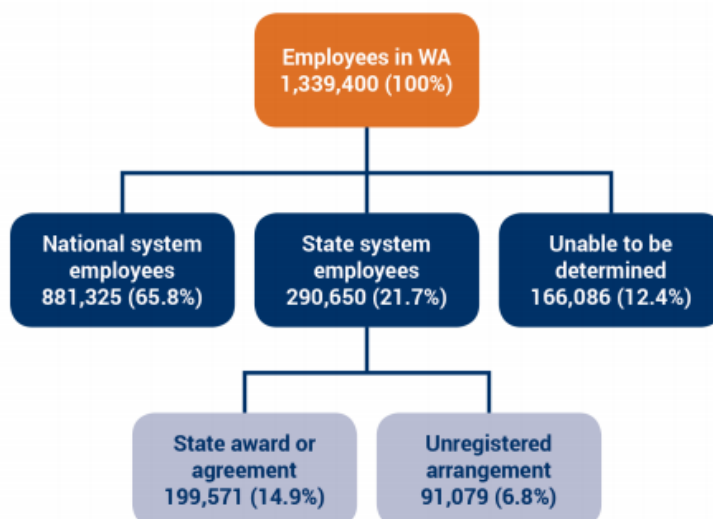 Employees in WA
1,339,400 (100%)
National system
employees
881,325 (65.8%)
State system
employees
290,650 (21.7%)
Unable to be
determined
166,086 (12.4%)
State award or
agreement
199,571 (14.9%)
Unregistered
arrangement
91,079 (6.8%)